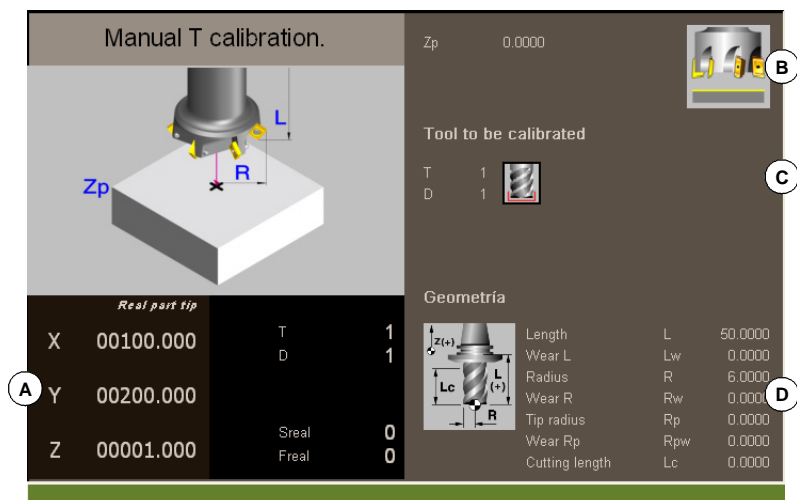 Manual T calibration.
L
R
Zp
Zp 0.0000
B
Tool to be calibrated
T 1
D 1
C
Real part tip
X 00100.000
Y 00200.000
Z 00001.000
A
T 1
D 1
Sreal 0
Freal 0
Geometría
Z(+)
Lc
L
(+)
R
Length L 50.0000
Wear L Lw 0.0000
Radius R 6.0000
Wear R Rw 0.0000
Tip radius Rp 0.0000
Wear Rp Rpw 0.0000
Cutting length Lc 0.0000
D